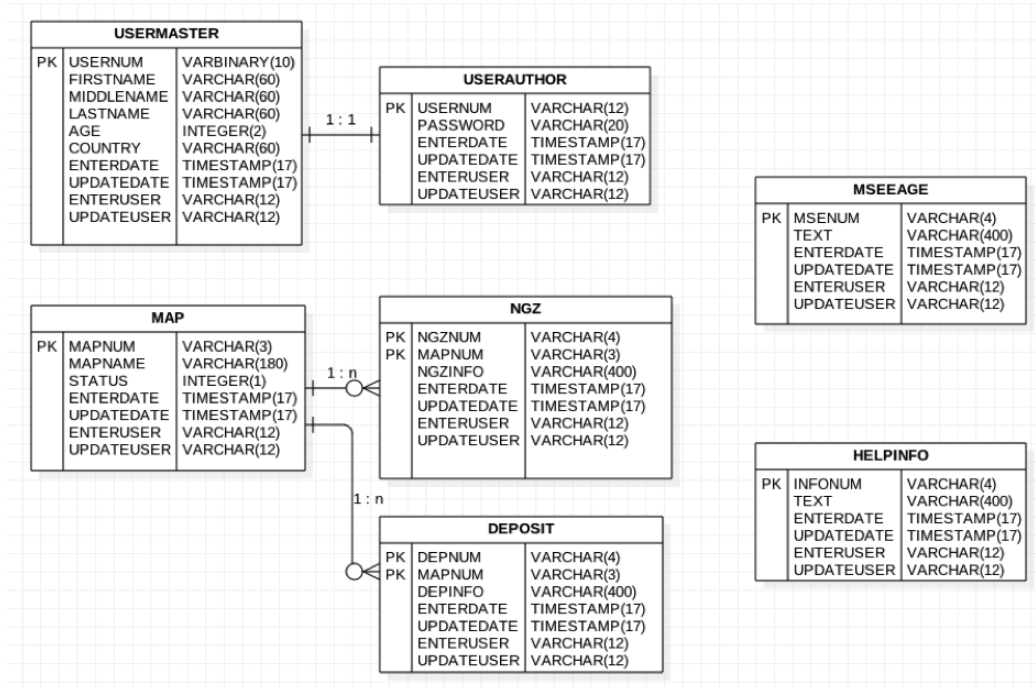 USERMASTER
PK USERNUM VARBINARY(10)
FIRSTNAME VARCHAR(60)
MIDDLENAME VARCHAR(60)
LASTNAME VARCHAR(60)
AGE INTEGER(2)
COUNTRY VARCHAR(60)
ENTERDATE TIMESTAMP(17)
UPDATEDATE TIMESTAMP(17)
ENTERUSER VARCHAR(12)
UPDATEUSER VARCHAR(12)
1 : 1
USERAUTHOR
PK USERNUM VARCHAR(12)
PASSWORD VARCHAR(20)
ENTERDATE TIMESTAMP(17)
UPDATEDATE TIMESTAMP(17)
ENTERUSER VARCHAR(12)
UPDATEUSER VARCHAR(12)
MSEEAGE
PK MSENUM VARCHAR(4)
TEXT VARCHAR(400)
ENTERDATE TIMESTAMP(17)
UPDATEDATE TIMESTAMP(17)
ENTERUSER VARCHAR(12)
UPDATEUSER VARCHAR(12)
MAP
PK MAPNUM VARCHAR(3)
MAPNAME VARCHAR(180)
STATUS INTEGER(1)
ENTERDATE TIMESTAMP(17)
UPDATEDATE TIMESTAMP(17)
ENTERUSER VARCHAR(12)
UPDATEUSER VARCHAR(12)
1 : n
NGZ
PK NGZNUM VARCHAR(4)
PK MAPNUM VARCHAR(3)
NGZINFO VARCHAR(400)
ENTERDATE TIMESTAMP(17)
UPDATEDATE TIMESTAMP(17)
ENTERUSER VARCHAR(12)
UPDATEUSER VARCHAR(12)
1 : n
DEPOSIT
PK DEPNUM VARCHAR(4)
PK MAPNUM VARCHAR(3)
DEPINFO VARCHAR(400)
ENTERDATE TIMESTAMP(17)
UPDATEDATE TIMESTAMP(17)
ENTERUSER VARCHAR(12)
UPDATEUSER VARCHAR(12)
HELPINFO
PK INFONUM VARCHAR(4)
TEXT VARCHAR(400)
ENTERDATE TIMESTAMP(17)
UPDATEDATE TIMESTAMP(17)
ENTERUSER VARCHAR(12)
UPDATEUSER VARCHAR(12)